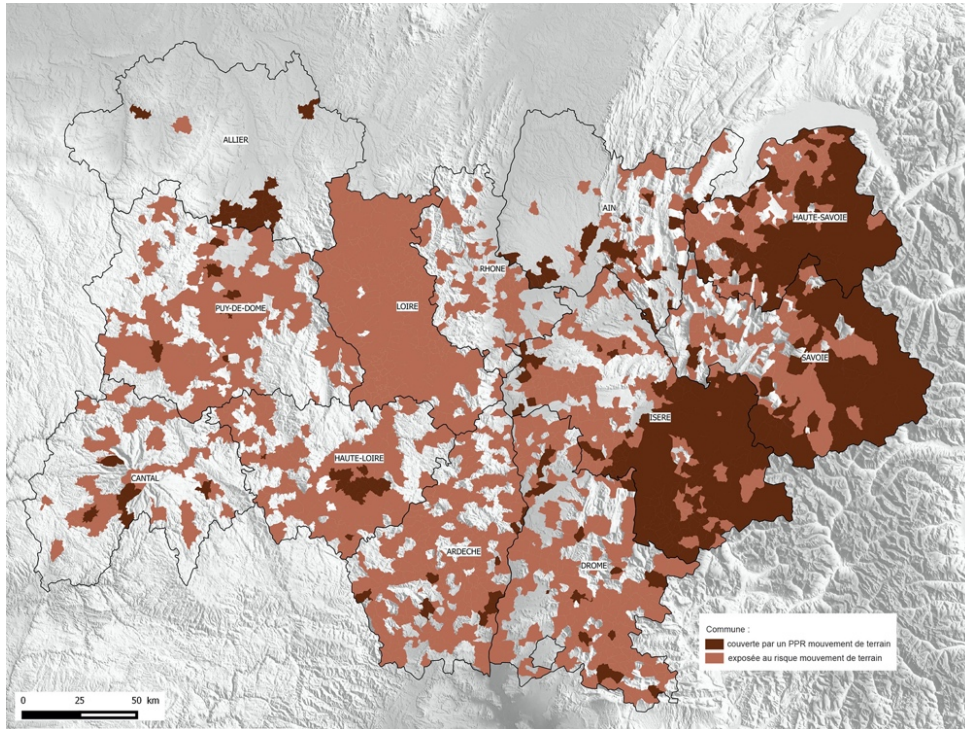 ALLIER
HAUTE-SAVOIE
AIN
RHONE
PUY-DE-DOME
LOIRE
SAVOIE
ISERE
HAUTE-LOIRE
CANTAL
ARDECHE
DROME
Commune :
couverte par un PPR mouvement de terrain
exposée au risque mouvement de terrain
0 25 50 km